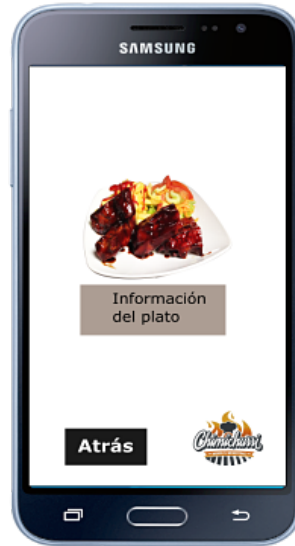 SAMSUNG
Información
del plato
Atrás
Chimichurri